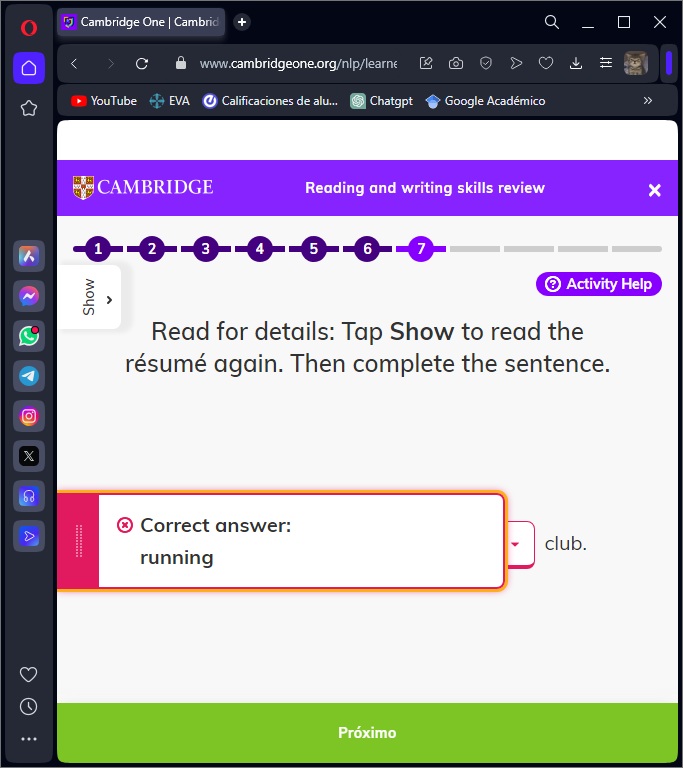 Cambridge One | Cambrid
www.cambridgeone.org/nlp/learne
YouTube EVA Calificaciones de alu... Chatgpt Google Académico »
CAMBRIDGE Reading and writing skills review
1 2 3 4 5 6 7
Show
Activity Help
Read for details: Tap Show to read the
résumé again. Then complete the sentence.
Correct answer:
running
club.
Próximo